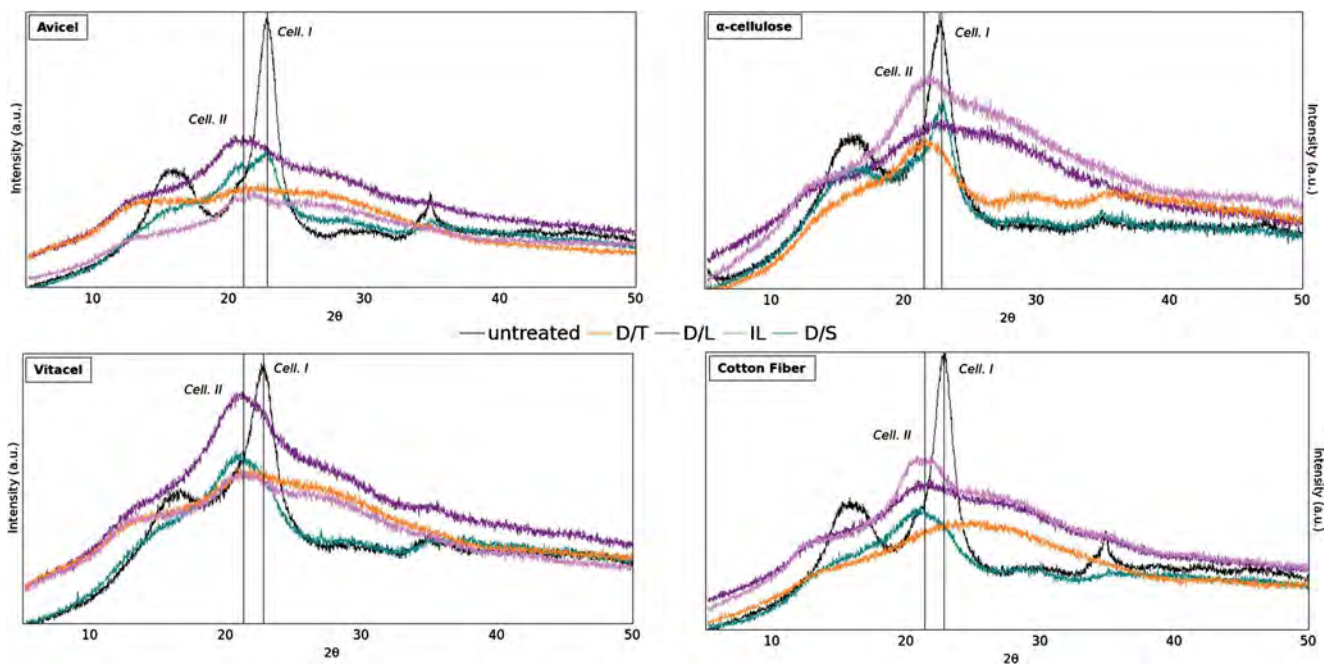 Avicel
Cell. I
Cell. II
Intensity (a.u.)
10 20 30 40 50
2θ
α-cellulose
Cell. I
Cell. II
Intensity (a.u.)
10 20 30 40 50
2θ
untreated D/T D/L IL D/S
Vitacel
Cell. I
Cell. II
Intensity (a.u.)
10 20 30 40 50
2θ
Cotton Fiber
Cell. I
Cell. II
Intensity (a.u.)
10 20 30 40 50
2θ